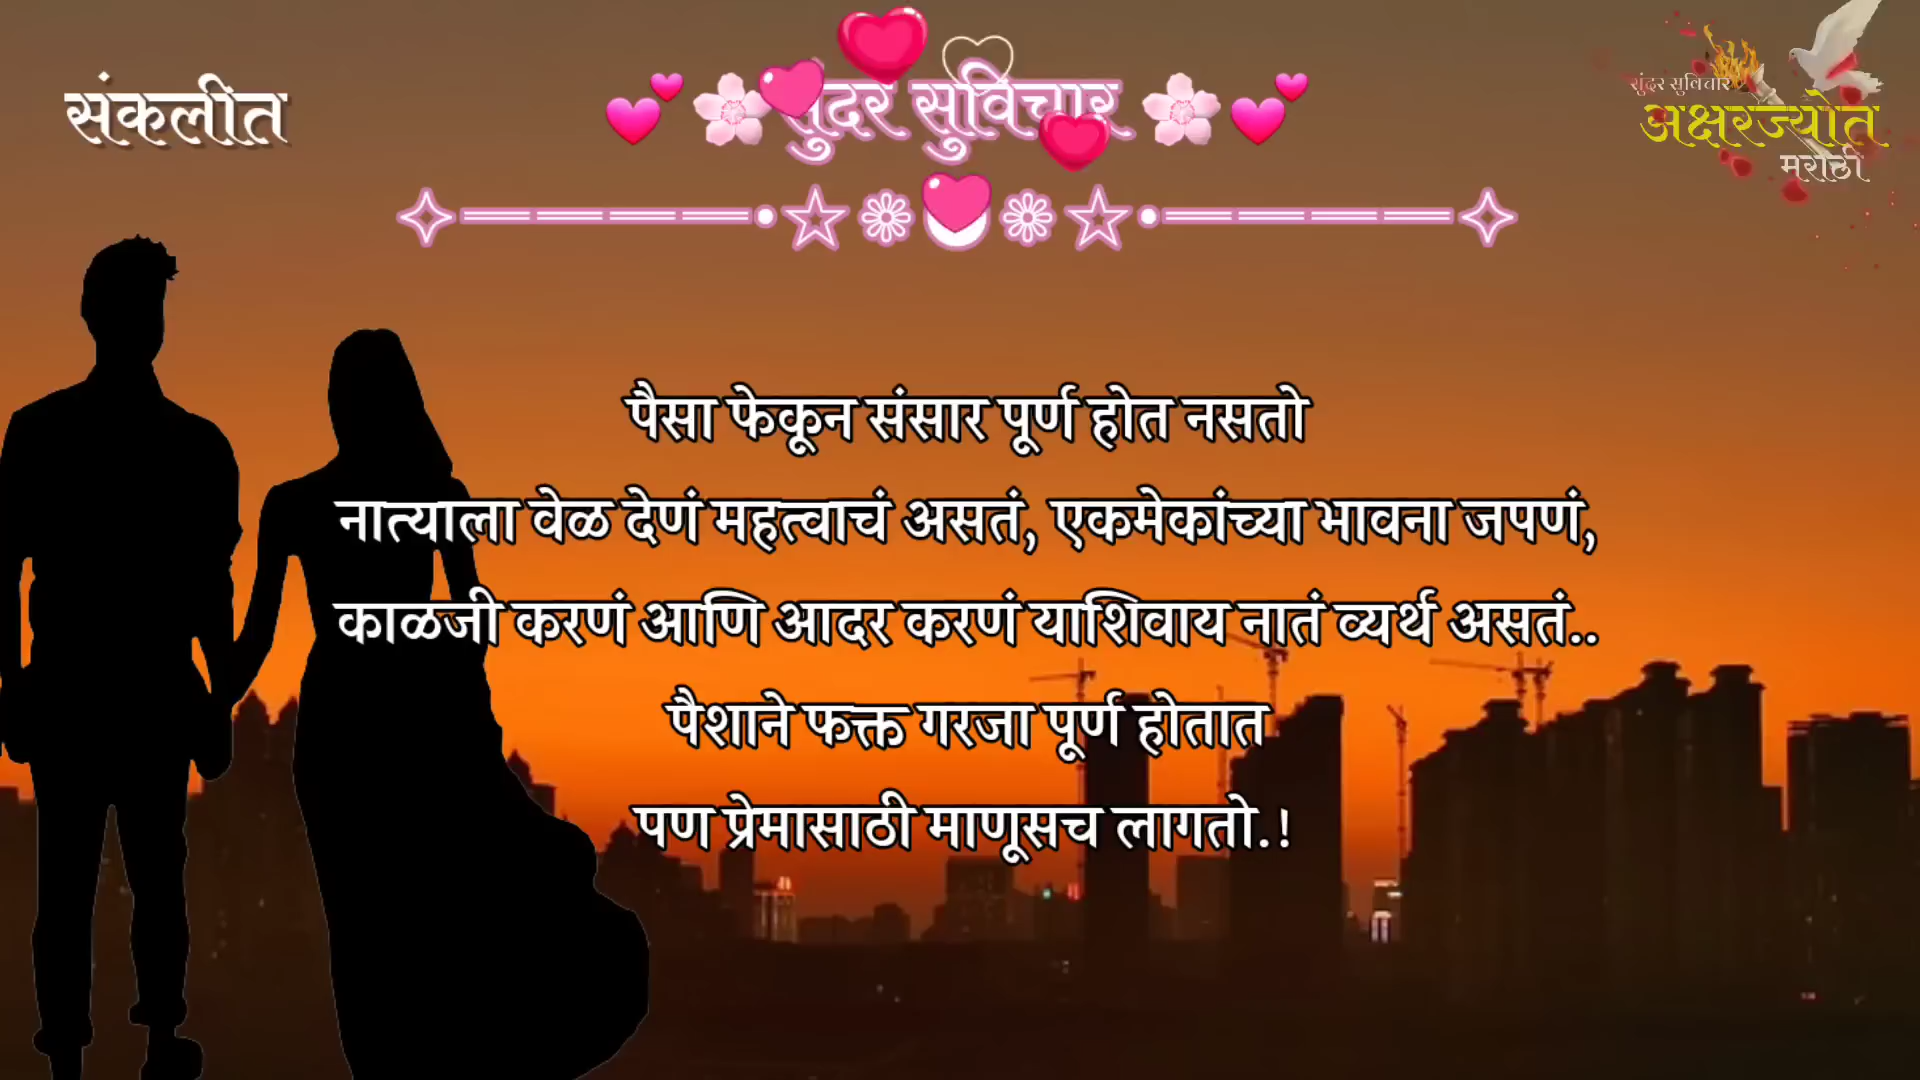 संकलीत
सुंदर सुविचार
सुंदर सुविचार
अक्षरज्योत
मराठी
पैसा फेकून संसार पूर्ण होत नसतो
नात्याला वेळ देणं महत्वाचं असतं, एकमेकांच्या भावना जपणं,
काळजी करणं आणि आदर करणं याशिवाय नातं व्यर्थ असतं..
पैशाने फक्त गरजा पूर्ण होतात
पण प्रेमासाठी माणूसच लागतो.!